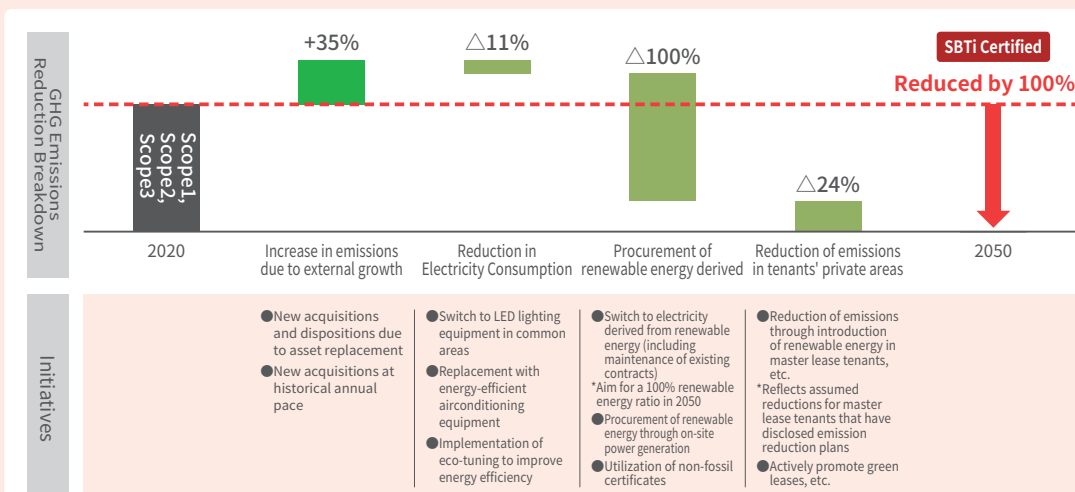 GHG Emissions
Reduction Breakdown
Scope1,
Scope2,
Scope3
2020
+35%
Increase in emissions
due to external growth
△11%
Reduction in
Electricity Consumption
△100%
Procurement of
renewable energy derived
△24%
Reduction of emissions
in tenants' private areas
SBTi Certified
Reduced by 100%
2050
Initiatives
●New acquisitions
and dispositions due
to asset replacement
●New acquisitions at
historical annual
pace
●Switch to LED lighting
equipment in common
areas
●Replacement with
energy-efficient
airconditioning
equipment
●Implementation of
eco-tuning to improve
energy efficiency
●Switch to electricity
derived from renewable
energy (including
maintenance of existing
contracts)
*Aim for a 100% renewable
energy ratio in 2050
●Procurement of renewable
energy through on-site
power generation
●Utilization of non-fossil
certificates
●Reduction of emissions
through introduction
of renewable energy in
master lease tenants,
etc.
*Reflects assumed
reductions for master
lease tenants that have
disclosed emission
reduction plans
●Actively promote green
leases, etc.